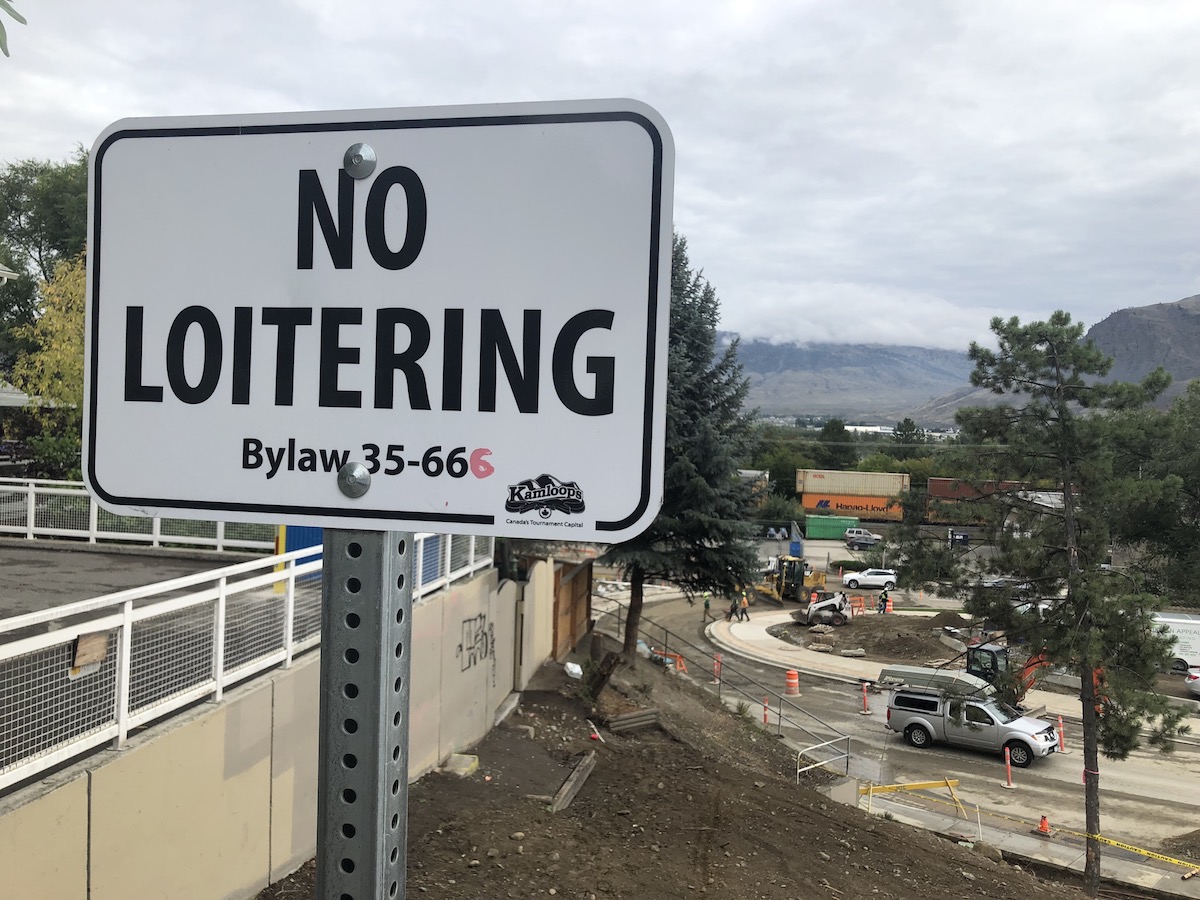 NO
LOITERING
Bylaw 35-666
Kamloops
Canada's Tournament Capital
Hapag-Lloyd